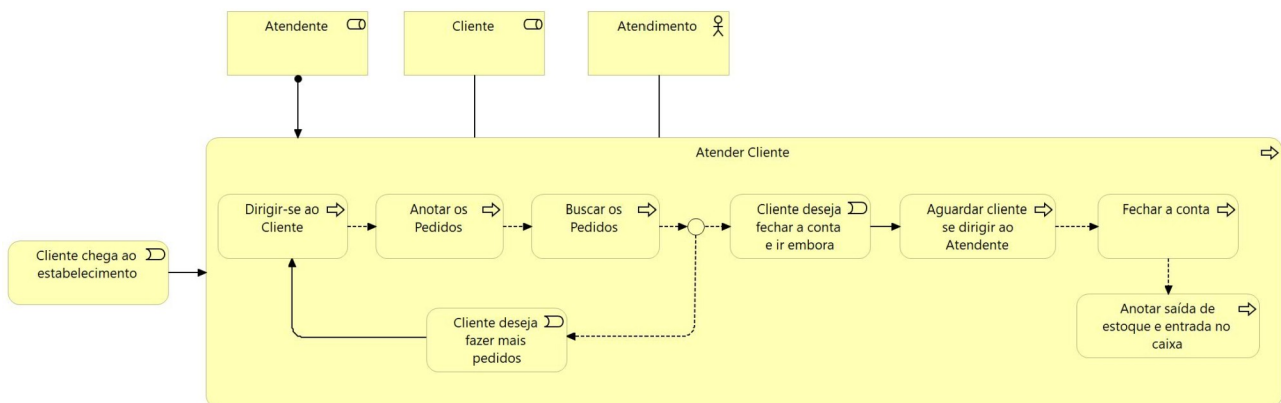 Atendente
Cliente
Atendimento
Atender Cliente
Cliente chega ao
estabelecimento
Dirigir-se ao
Cliente
Anotar os
Pedidos
Buscar os
Pedidos
Cliente deseja
fechar a conta
e ir embora
Aguardar cliente
se dirigir ao
Atendente
Fechar a conta
Cliente deseja
fazer mais
pedidos
Anotar saída de
estoque e entrada no
caixa